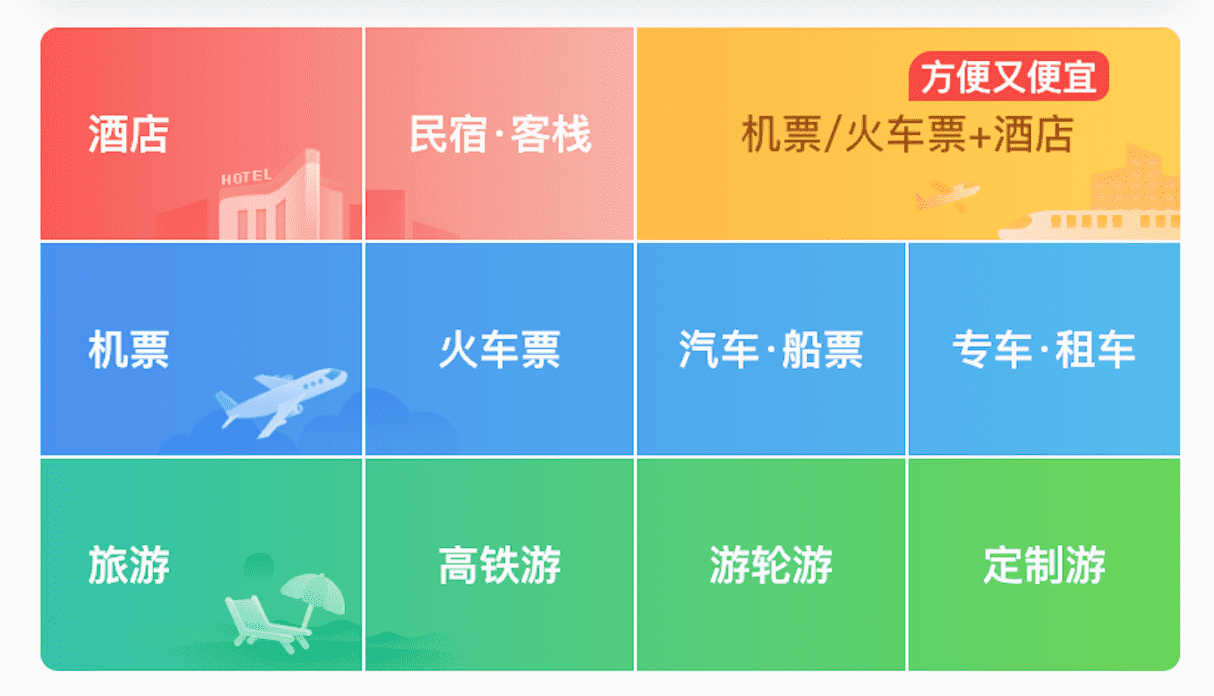 方便又便宜
酒店
民宿·客栈
机票/火车票+酒店
HOTEL
机票
火车票
汽车·船票
专车·租车
旅游
高铁游
游轮游
定制游